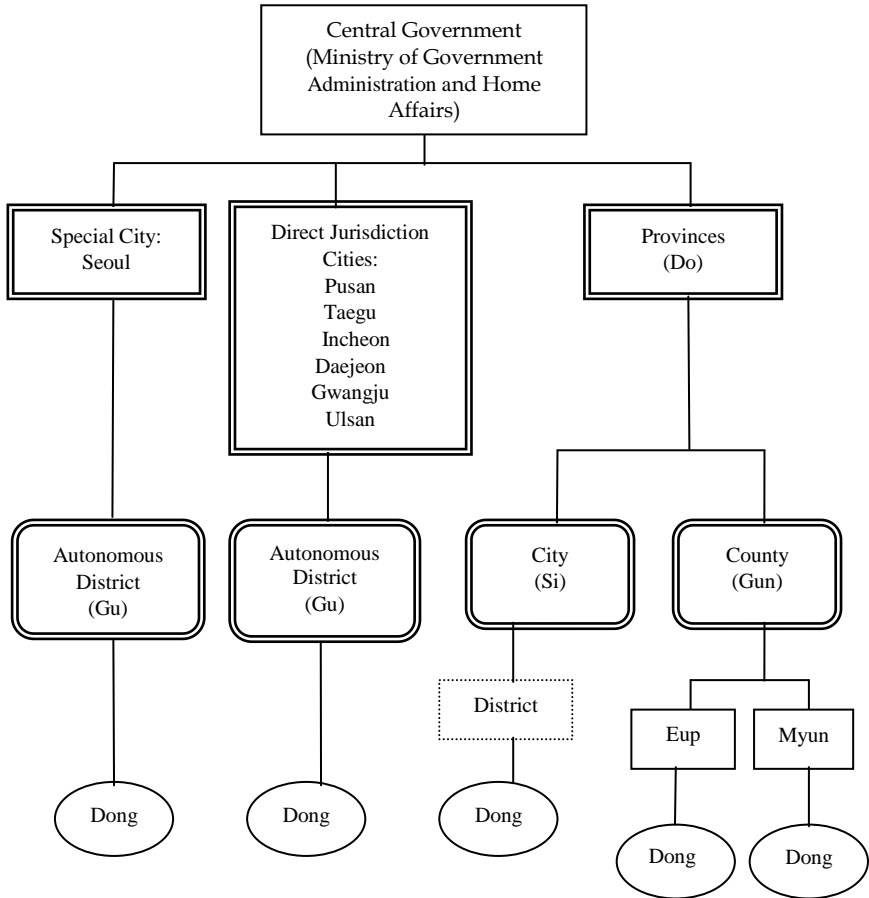 Central Government
(Ministry of Government
Administration and Home
Affairs)
Special City:
Seoul
Direct Jurisdiction
Cities:
Pusan
Taegu
Incheon
Daejeon
Gwangju
Ulsan
Provinces
(Do)
Autonomous
District
(Gu)
Autonomous
District
(Gu)
City
(Si)
County
(Gun)
District
Eup
Myun
Dong
Dong
Dong
Dong
Dong